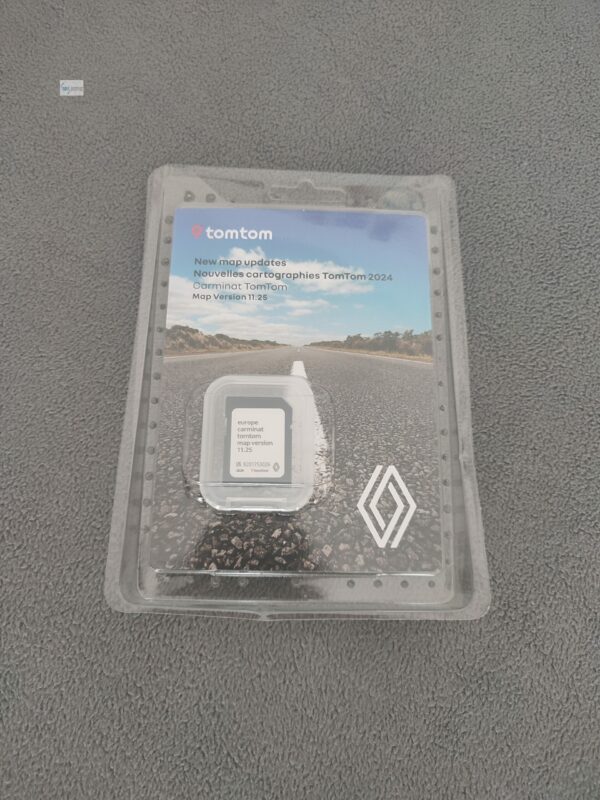 tomtom
New map updates
Nouvelles cartographies TomTom 2024
Carminat TomTom
Map Version 11.25
europe
carminat
tomtom
map version
11.25
tomtom